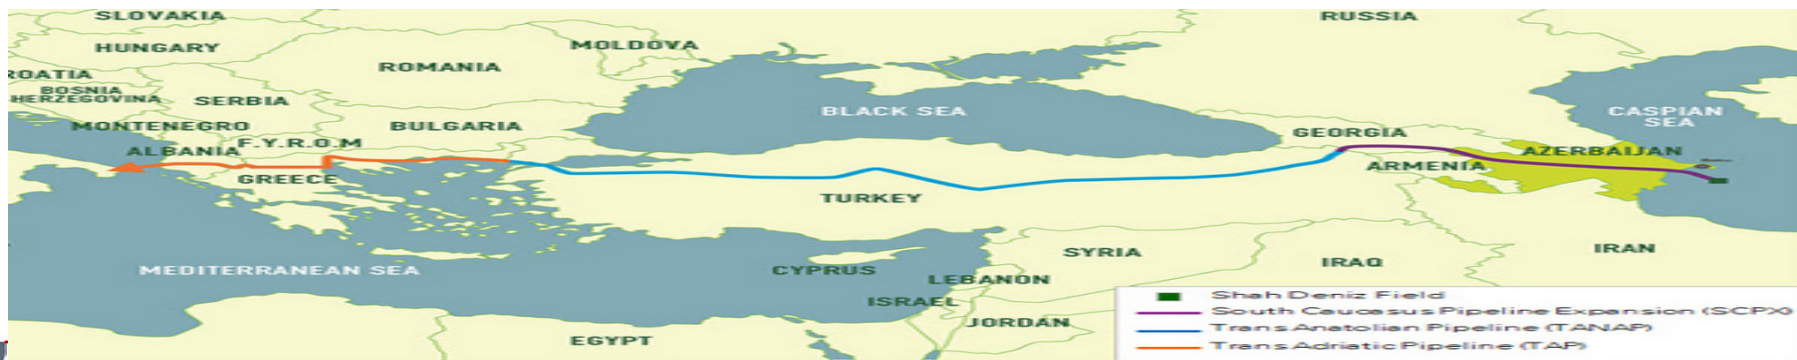 SLOVAKIA
RUSSIA
HUNGARY
MOLDOVA
ROMANIA
ROATIA
BOSNIA
HERZEGOVINA
SERBIA
BLACK SEA
CASPIAN
SEA
MONTENEGRO
BULGARIA
GEORGIA
F.Y.R.O.M
ALBANIA
AZERBAIJAN
ARMENIA
GREECE
TURKEY
SYRIA
IRAN
IRAQ
MEDITERRANEAN SEA
CYPRUS
LEBANON
ISRAEL
JORDAN
EGYPT
Shah Deniz Field
South Caucasus Pipeline Expansion (SCPX)
Trans Anatolian Pipeline (TANAP)
Trans Adriatic Pipeline (TAP)